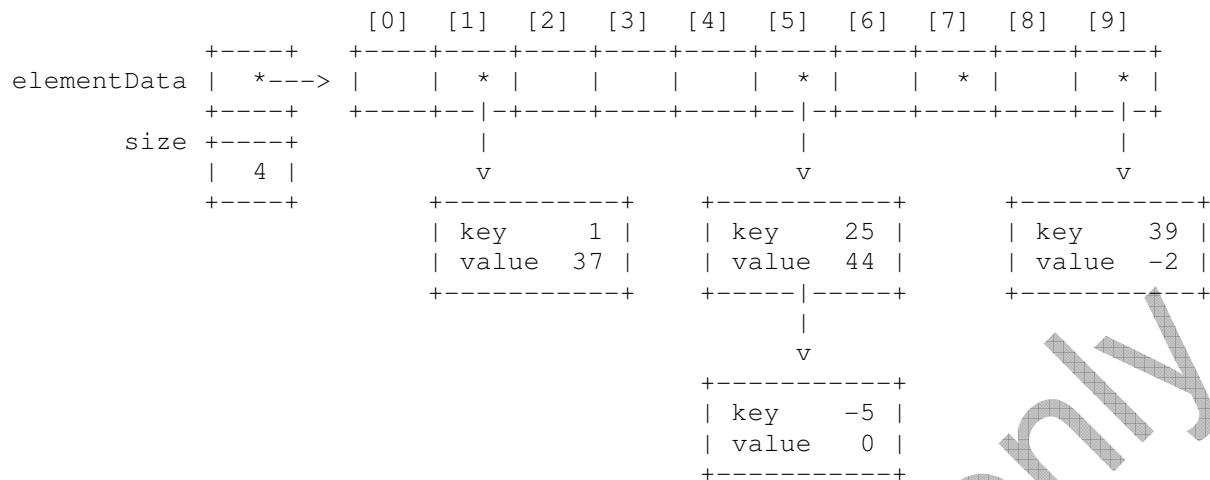 [0]  [1]  [2]  [3]  [4]  [5]  [6]  [7]  [8]  [9]
            +----+   +----+----+----+----+----+----+----+----+----+----+
elementData |  *---> |    |  * |    |    |    |  * |    |  * |    |  * |
            +----+   +----+--|-+----+----+----+--|-+----+----+----+--|-+
       size +----+           |                   |                   |
            |  4 |           v                   v                   v
            +----+        +-----------+    +-----------+      +-----------+
                          | key     1 |    | key    25 |      | key    39 |
                          | value  37 |    | value  44 |      | value  -2 |
                          +-----------+    +-----|-----+      +-----------+
                                                 |
                                                 v
                                           +-----------+
                                           | key    -5 |
                                           | value   0 |
                                           +-----------+
only